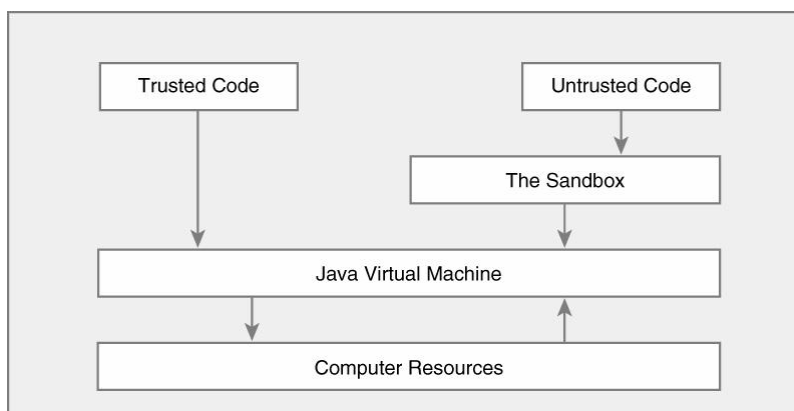 Trusted Code
Untrusted Code
The Sandbox
Java Virtual Machine
Computer Resources